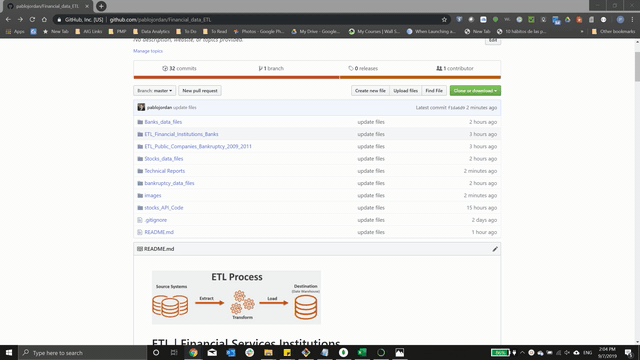 pablojordan/Financial_data_ETL
GitHub, Inc. [US] github.com/pablojordan/Financial_data_ETL
Apps New Tab AIG Links PMP Data Analytics To Do To Read Photos - Google Ph... My Drive - Google... My Courses | Wall S... When Launching a... New Tab 10 hábitos de las p... Other bookmarks
No description, website, or topics provided.
Edit
Manage topics
32 commits 1 branch 0 releases 1 contributor
Branch: master New pull request Create new file Upload files Find File Clone or download
pablojordan update files Latest commit 2 minutes ago
Banks_data_files update files 2 hours ago
ETL_Financial_Institutions_Banks update files 3 hours ago
ETL_Public_Companies_Bankruptcy_2009_2011 update files 3 hours ago
Stocks_data_files update files 2 hours ago
Technical Reports update files 2 minutes ago
bankruptcy_data_files update files 2 hours ago
images update files 2 minutes ago
stocks_API_Code update files 15 hours ago
.gitignore update files 2 days ago
README.md update files 1 hour ago
README.md
ETL Process
Source Systems Extract Transform Load Destination
(Data Warehouse)
ETL | Financial Services Institutions
Type here to search
ENG
2:04 PM
9/7/2019